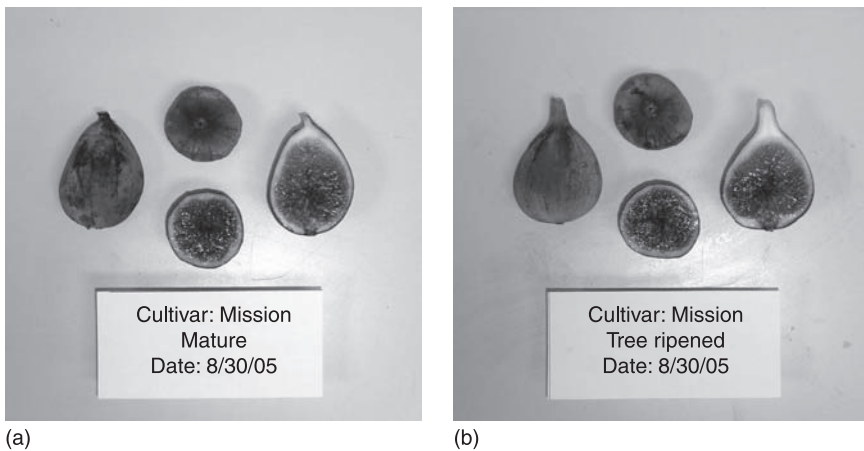 Cultivar: Mission
Mature
Date: 8/30/05
Cultivar: Mission
Tree ripened
Date: 8/30/05
(a)
(b)